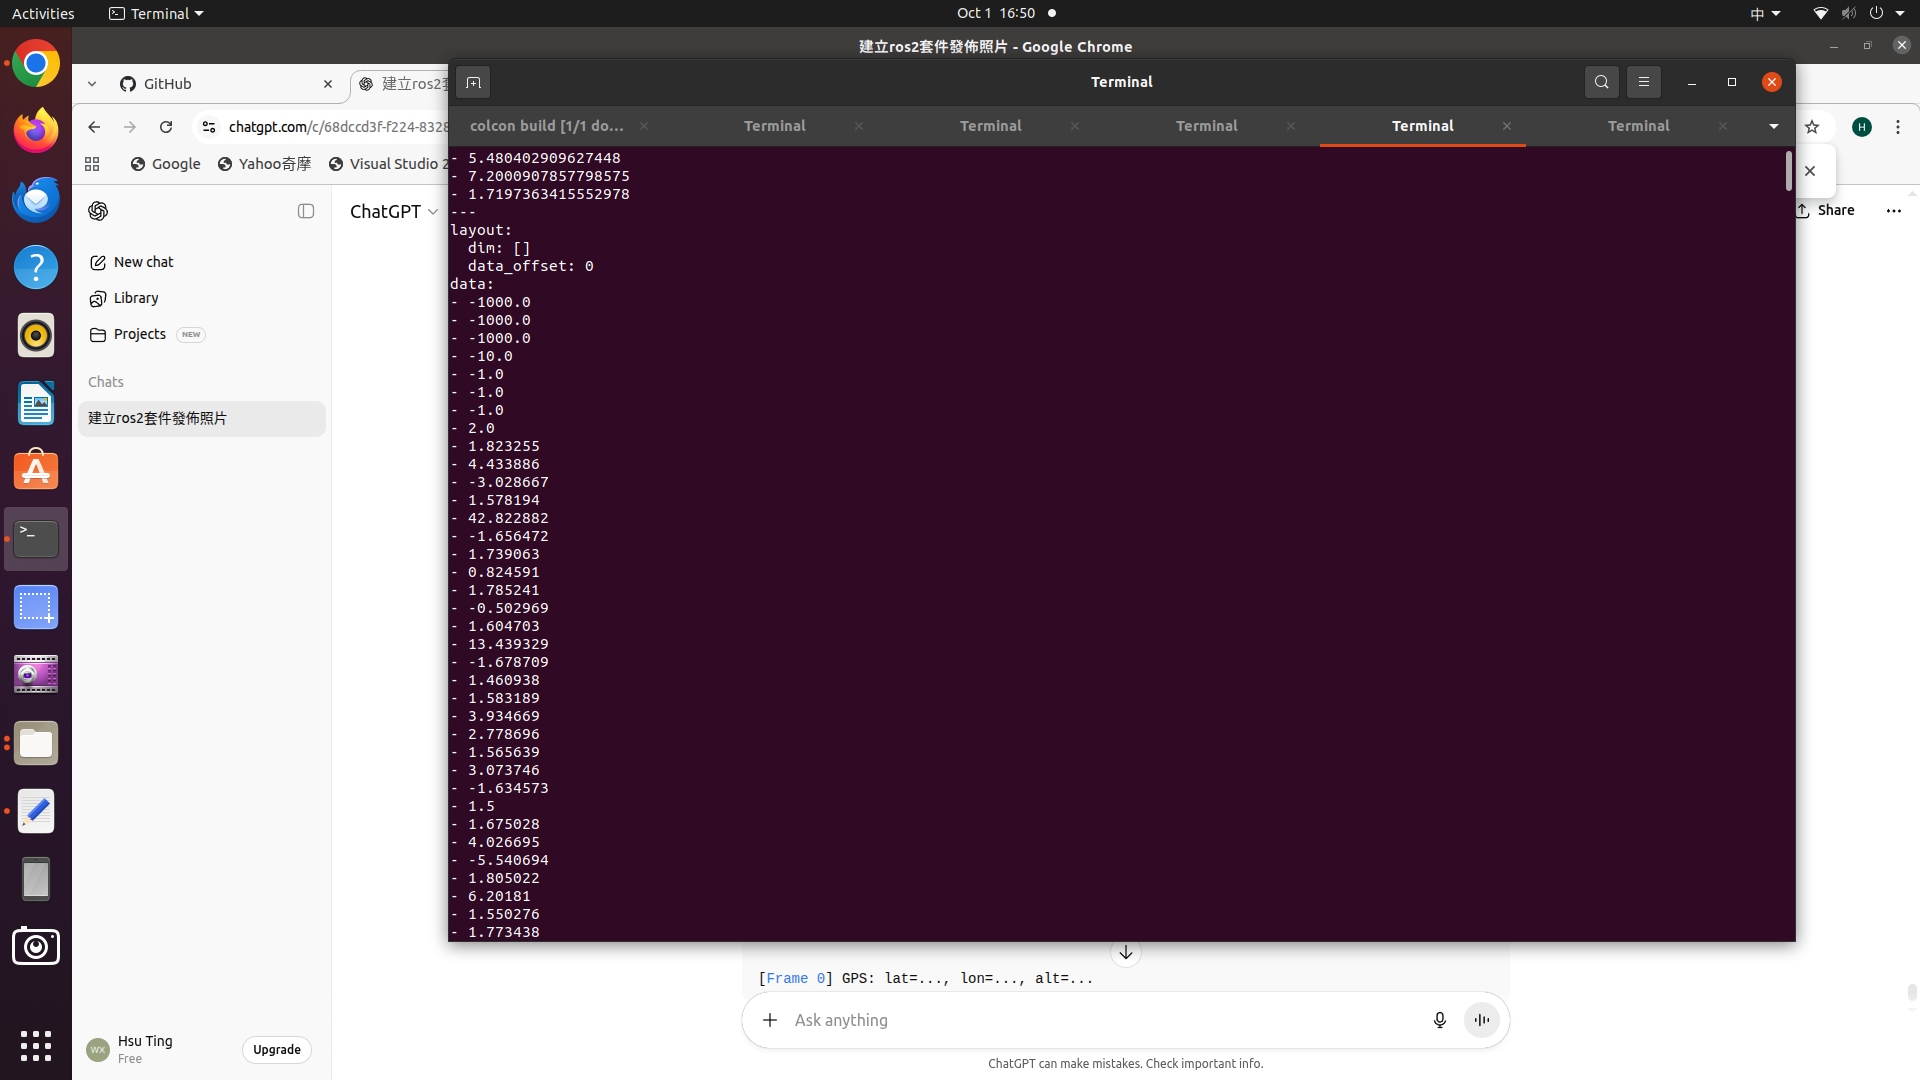 Activities
Terminal
Oct 1 16:50
中
建立ros2套件發佈照片 - Google Chrome
GitHub
建立ros2套
Terminal
chatgpt.com/c/68dccd3f-f224-8328
H
colcon build [1/1 do...
Terminal
Terminal
Terminal
Terminal
Terminal
Google
Yahoo奇摩
Visual Studio 2
ChatGPT
Share
New chat
Library
Projects NEW
Chats
建立ros2套件發佈照片
- 5.480402909627448
- 7.2000907857798575
- 1.7197363415552978
---
layout:
dim: []
data_offset: 0
data:
- -1000.0
- -1000.0
- -1000.0
- -10.0
- -1.0
- -1.0
- -1.0
- 2.0
- 1.823255
- 4.433886
- -3.028667
- 1.578194
- 42.822882
- -1.656472
- 1.739063
- 0.824591
- 1.785241
- -0.502969
- 1.604703
- 13.439329
- -1.678709
- 1.460938
- 1.583189
- 3.934669
- 2.778696
- 1.565639
- 3.073746
- -1.634573
- 1.5
- 1.675028
- 4.026695
- -5.540694
- 1.805022
- 6.20181
- 1.550276
- 1.773438
[Frame 0] GPS: lat=..., lon=..., alt=...
Ask anything
ChatGPT can make mistakes. Check important info.
WX
Hsu Ting
Free
Upgrade